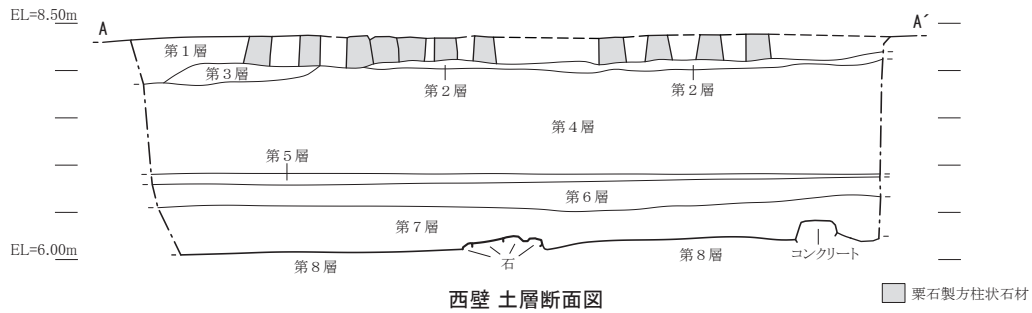 EL=8.50m
A
A´
第1層
第3層
第2層
第2層
第4層
第5層
第6層
第7層
EL=6.00m
第8層
石
第8層
コンクリート
西壁 土層断面図
粟石製方柱状石材